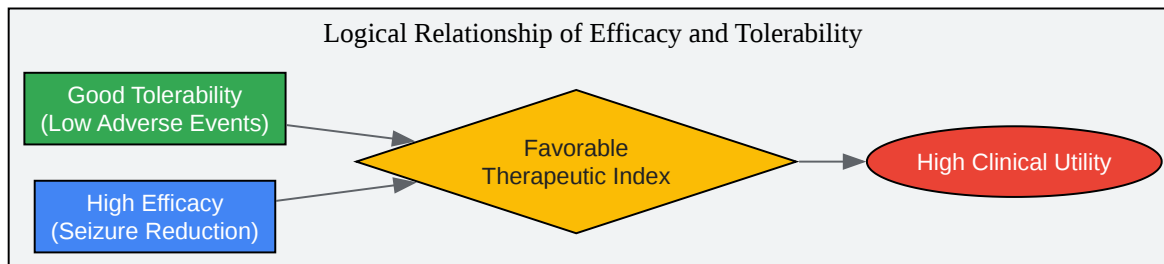 Logical Relationship of Efficacy and Tolerability
Good Tolerability
(Low Adverse Events)
High Efficacy
(Seizure Reduction)
Favorable
Therapeutic Index
High Clinical Utility